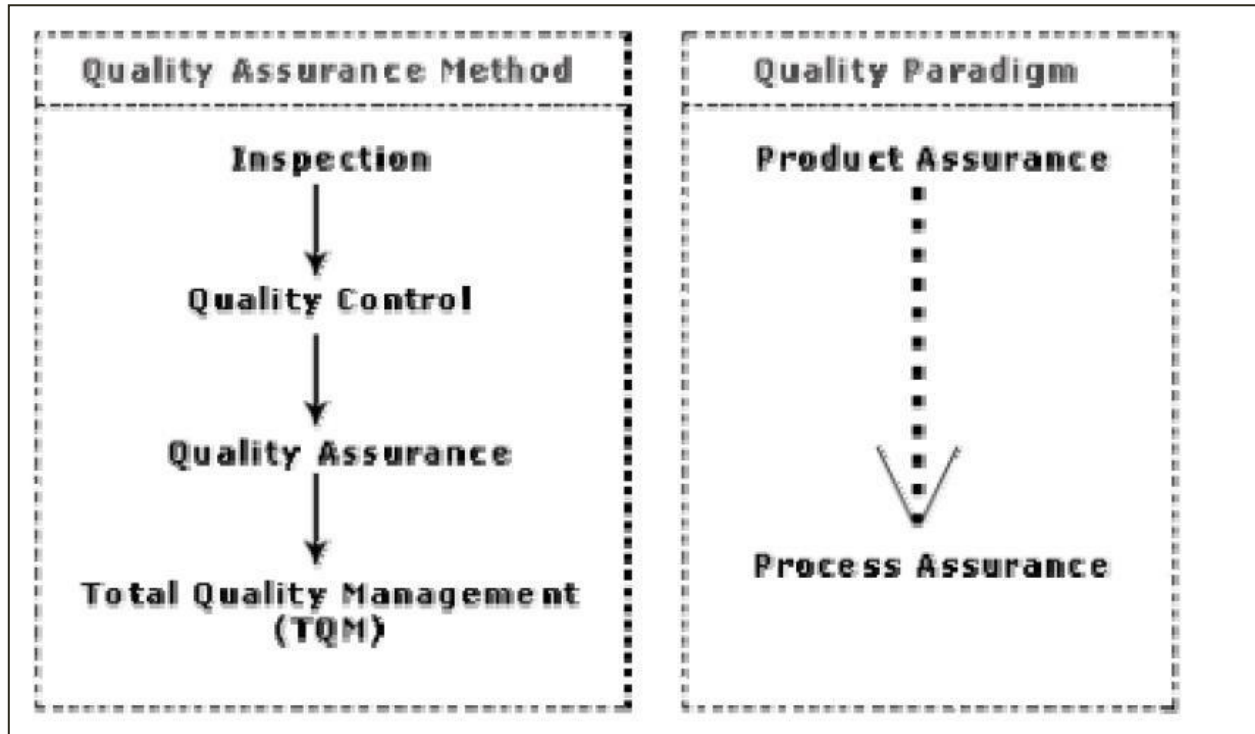 Quality Assurance Method
Inspection
Quality Control
Quality Assurance
Total Quality Management
(TQM)
Quality Paradigm
Product Assurance
Process Assurance